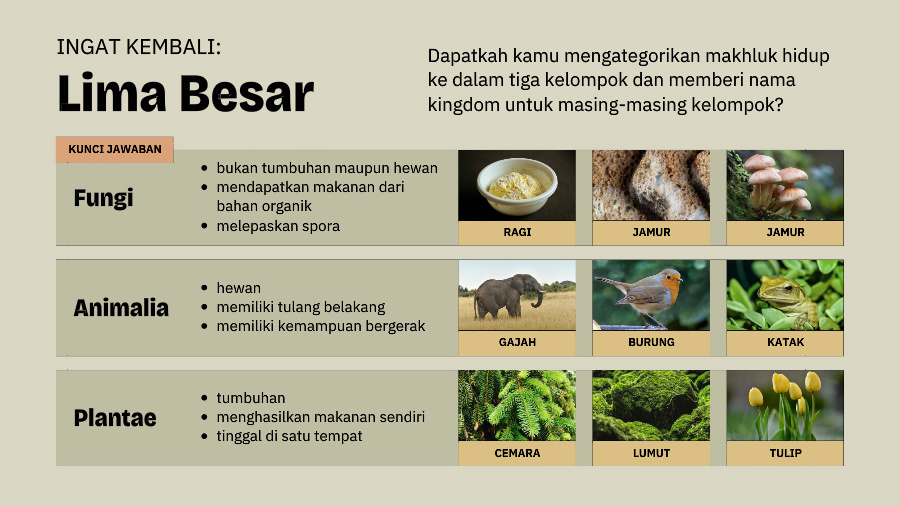 INGAT KEMBALI:
Lima Besar
Dapatkah kamu mengategorikan makhluk hidup
ke dalam tiga kelompok dan memberi nama
kingdom untuk masing-masing kelompok?
KUNCI JAWABAN
Fungi
• bukan tumbuhan maupun hewan
• mendapatkan makanan dari
bahan organik
• melepaskan spora
RAGI
JAMUR
JAMUR
Animalia
• hewan
• memiliki tulang belakang
• memiliki kemampuan bergerak
GAJAH
BURUNG
KATAK
Plantae
• tumbuhan
• menghasilkan makanan sendiri
• tinggal di satu tempat
CEMARA
LUMUT
TULIP